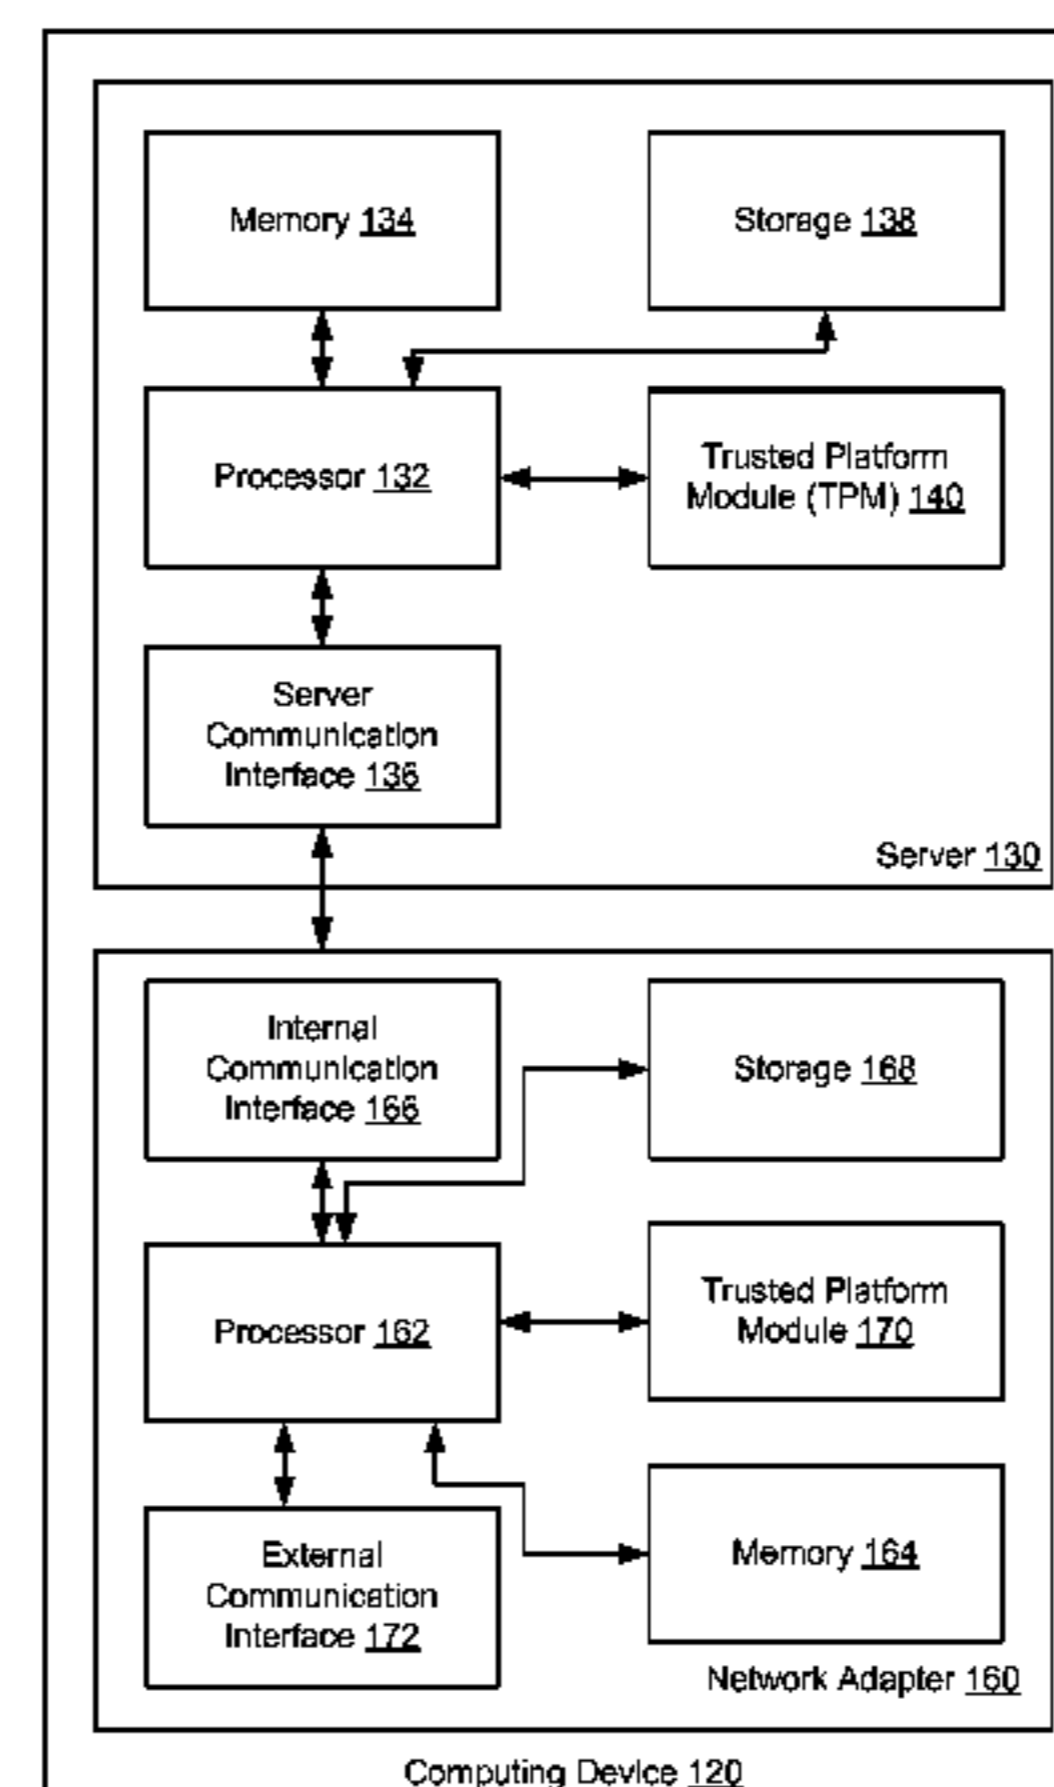 Memory 134
Storage 138
Processor 132
Trusted Platform
Module (TPM) 140
Server
Communication
Interface 136
Server 130
Internal
Communication
Interface 166
Storage 168
Processor 162
Trusted Platform
Module 170
External
Communication
Interface 172
Memory 164
Network Adapter 160
Computing Device 120